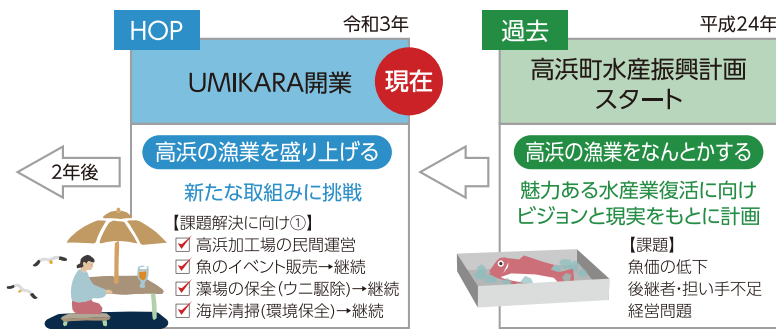 HOP
令和3年
UMIKARA開業
現在
高浜の漁業を盛り上げる
新たな取組みに挑戦
【課題解決に向け①】
高浜加工場の民間運営
魚のイベント販売→継続
藻場の保全(ウニ駆除)→継続
海岸清掃(環境保全)→継続
2年後
過去
平成24年
高浜町水産振興計画
スタート
高浜の漁業をなんとかする
魅力ある水産業復活に向け
ビジョンと現実をもとに計画
【課題】
魚価の低下
後継者・担い手不足
経営問題